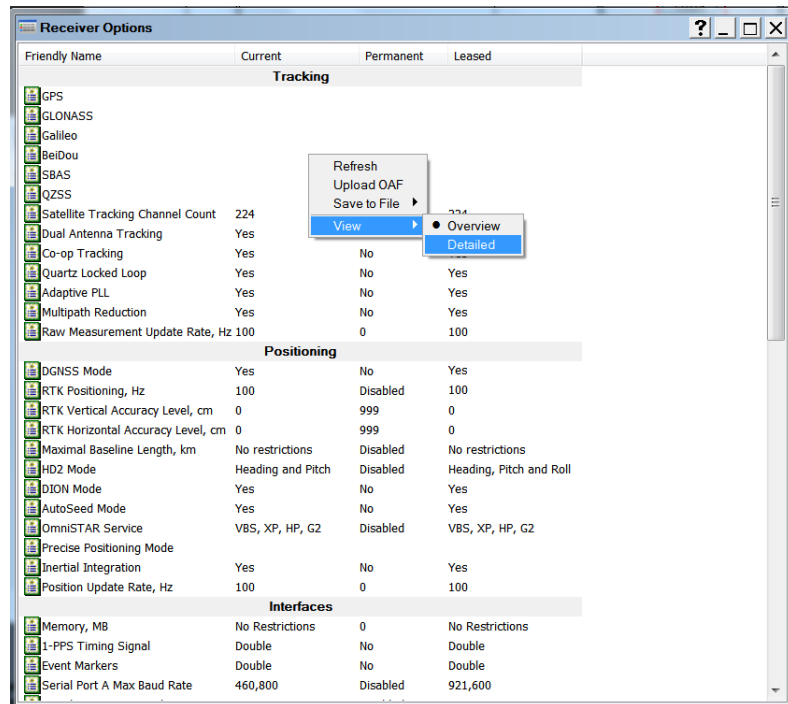 Receiver Options
Friendly Name Current Permanent Leased
Tracking
GPS
GLONASS
Galileo
BeiDou
SBAS
QZSS
Satellite Tracking Channel Count 224 224
Dual Antenna Tracking Yes
Co-op Tracking Yes No Yes
Quartz Locked Loop Yes No Yes
Adaptive PLL Yes No Yes
Multipath Reduction Yes No Yes
Raw Measurement Update Rate, Hz 100 0 100
Refresh
Upload OAF
Save to File
View
Overview
Detailed
Positioning
DGNSS Mode Yes No Yes
RTK Positioning, Hz 100 Disabled 100
RTK Vertical Accuracy Level, cm 0 999 0
RTK Horizontal Accuracy Level, cm 0 999 0
Maximal Baseline Length, km No restrictions Disabled No restrictions
HD2 Mode Heading and Pitch Disabled Heading, Pitch and Roll
DION Mode Yes No Yes
AutoSeed Mode Yes No Yes
OmniSTAR Service VBS, XP, HP, G2 Disabled VBS, XP, HP, G2
Precise Positioning Mode
Inertial Integration Yes No Yes
Position Update Rate, Hz 100 0 100
Interfaces
Memory, MB No Restrictions 0 No Restrictions
1-PPS Timing Signal Double No Double
Event Markers Double No Double
Serial Port A Max Baud Rate 460,800 Disabled 921,600